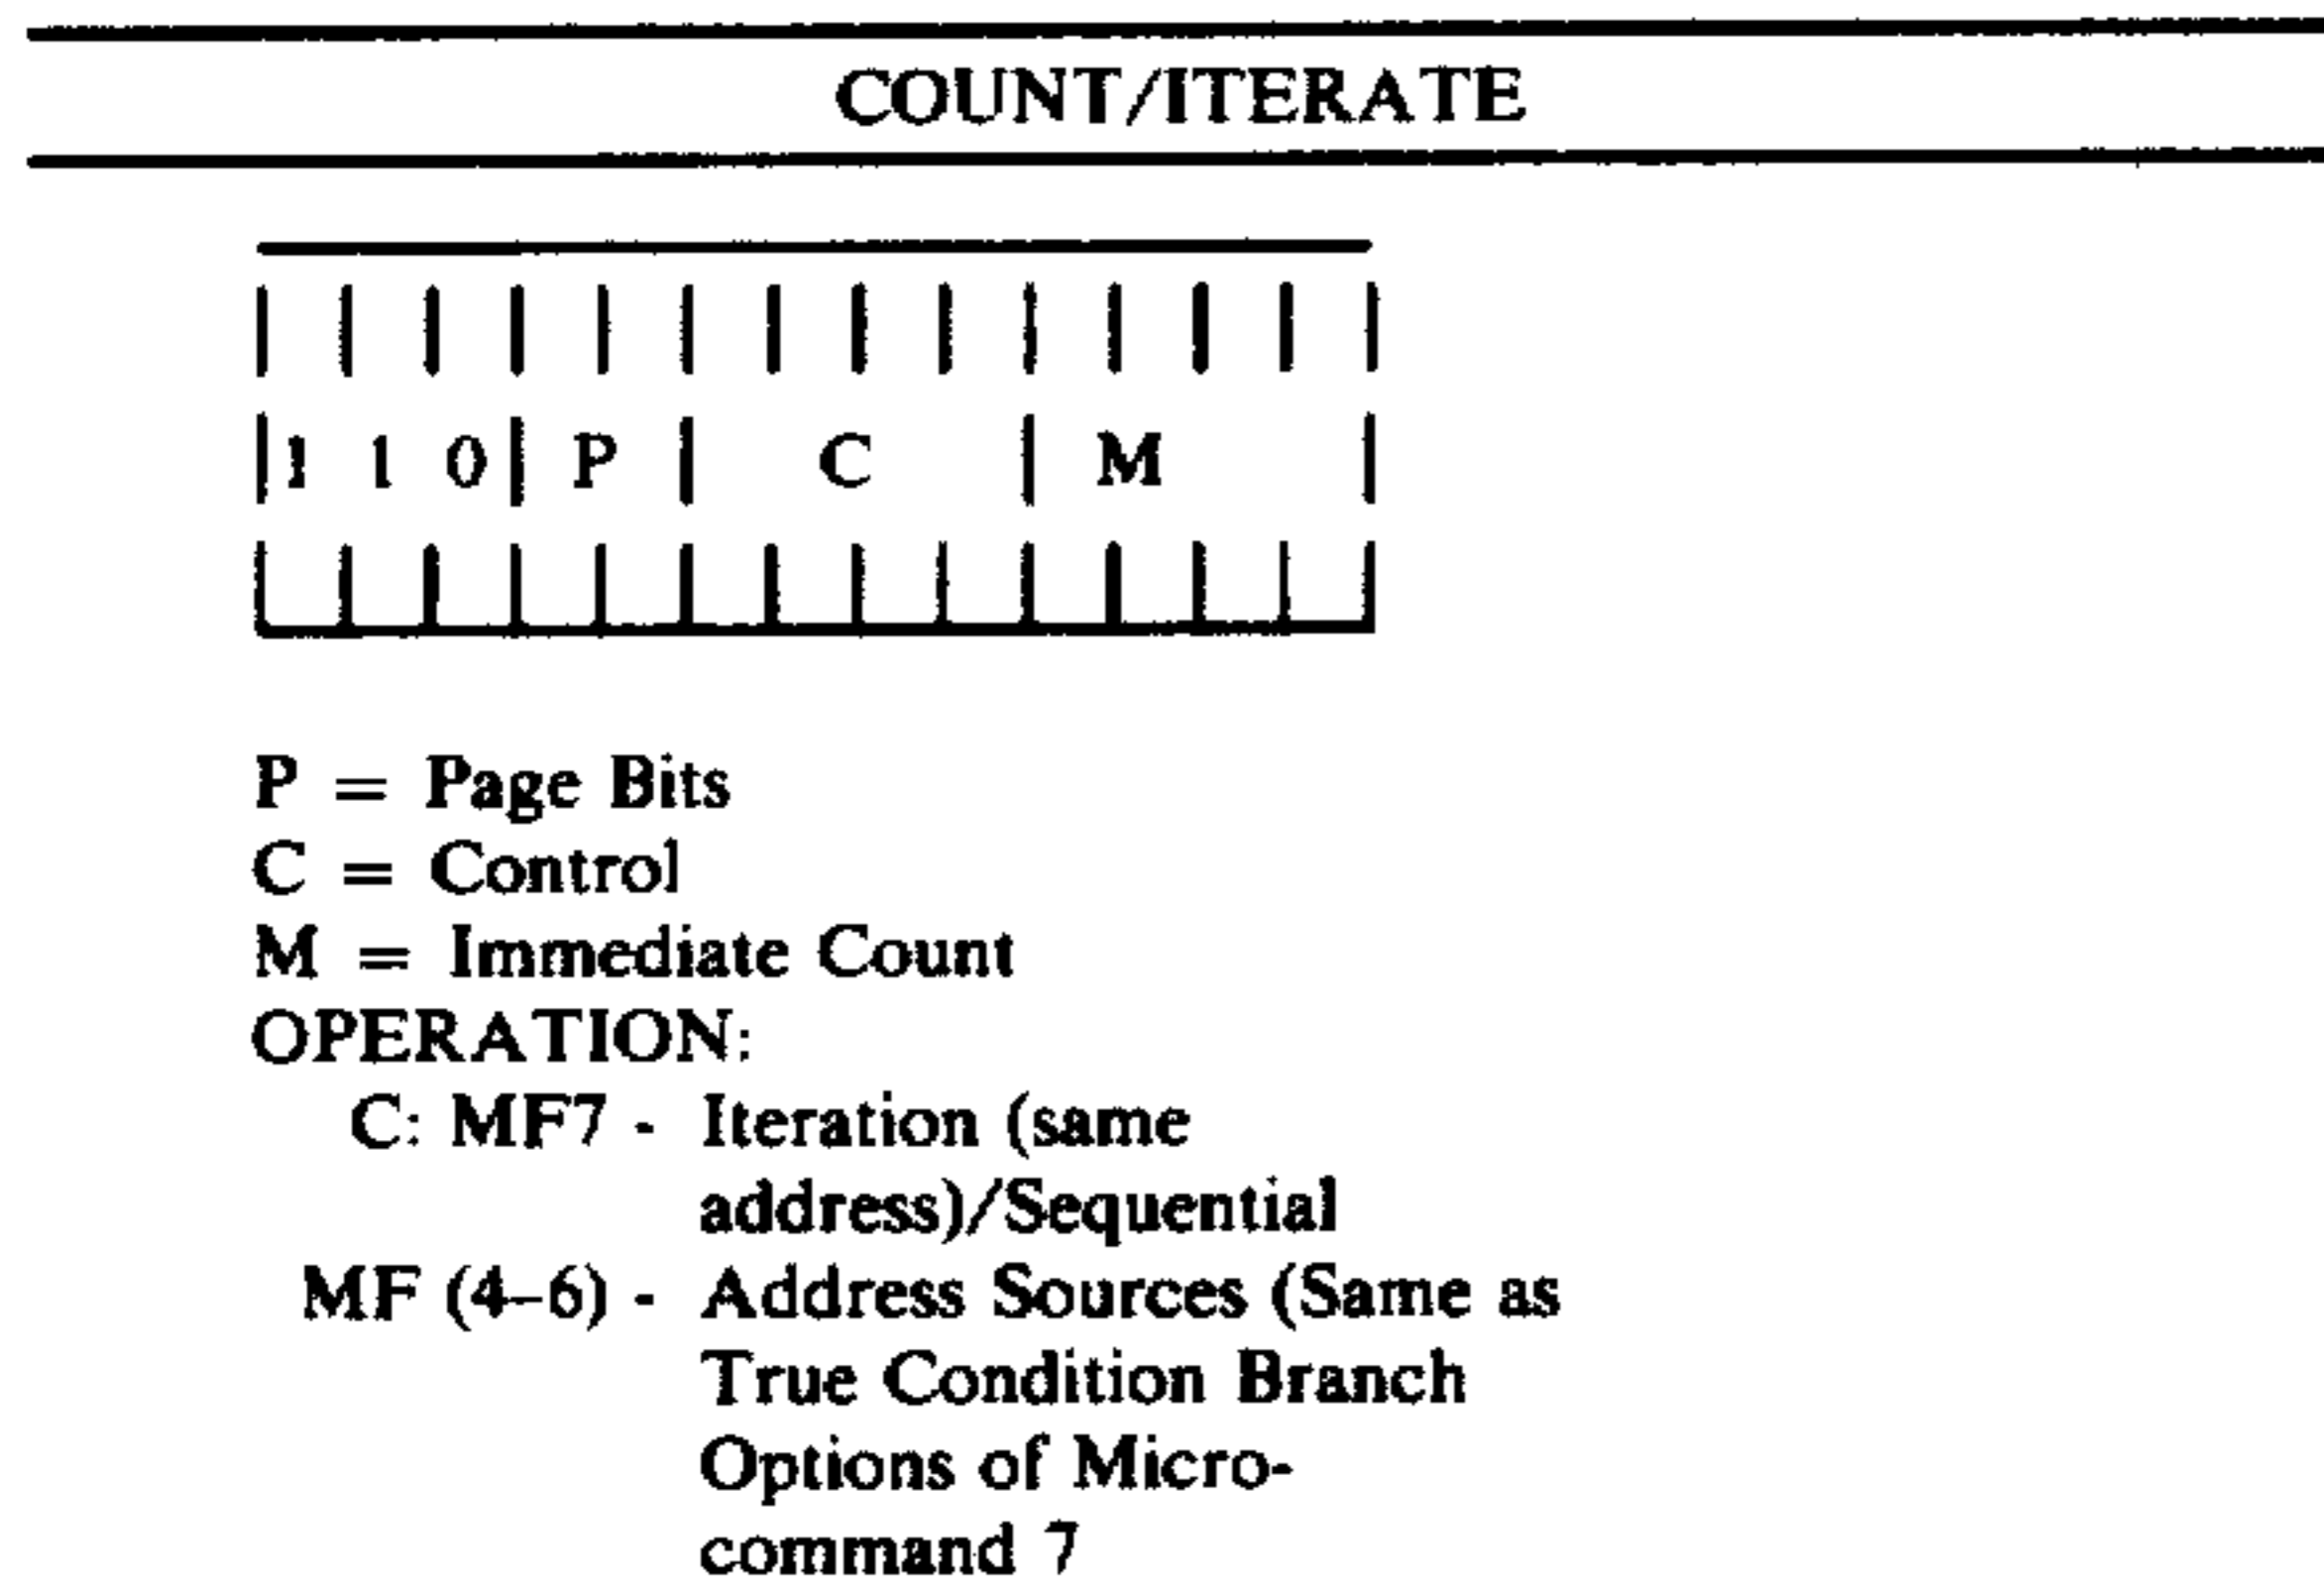 COUNT/ITERATE
1 1 0 P C M
P = Page Bits
C = Control
M = Immediate Count
OPERATION:
C: MF7 - Iteration (same
address)/Sequential
MF (4–6) - Address Sources (Same as
True Condition Branch
Options of Micro-
command 7